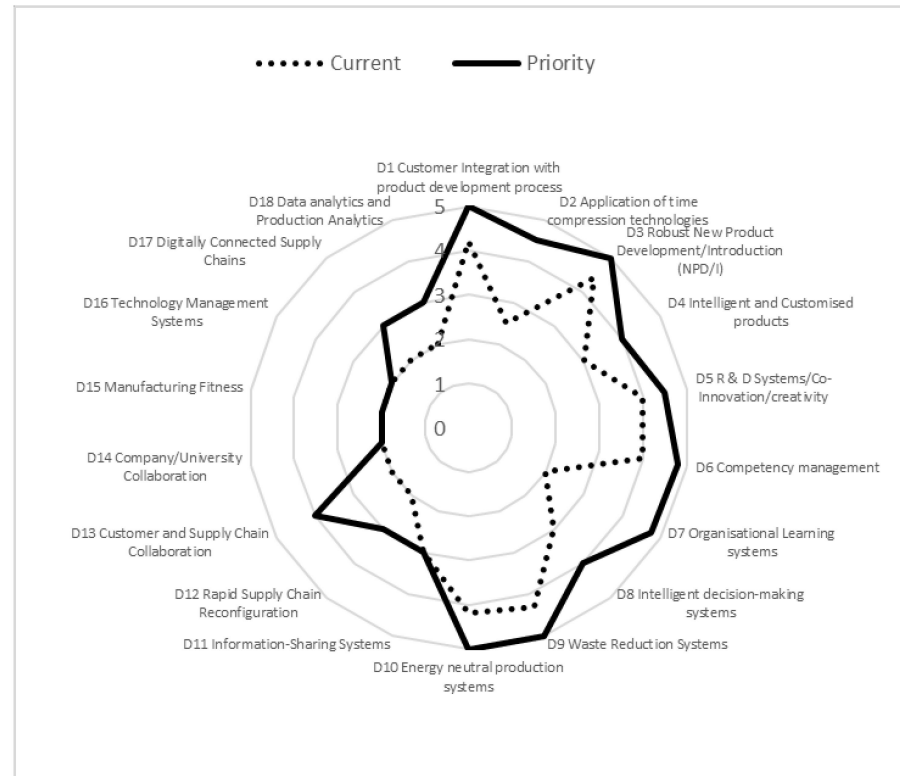 Current
Priority
D1 Customer Integration with
product development process
D2 Application of time
compression technologies
D3 Robust New Product
Development/Introduction
(NPD/I)
D4 Intelligent and Customised
products
D5 R & D Systems/Co-
Innovation/creativity
D6 Competency management
D7 Organisational Learning
systems
D8 Intelligent decision-making
systems
D9 Waste Reduction Systems
D10 Energy neutral production
systems
D11 Information-Sharing Systems
D12 Rapid Supply Chain
Reconfiguration
D13 Customer and Supply Chain
Collaboration
D14 Company/University
Collaboration
D15 Manufacturing Fitness
D16 Technology Management
Systems
D17 Digitally Connected Supply
Chains
D18 Data analytics and
Production Analytics
5
4
3
2
1
0